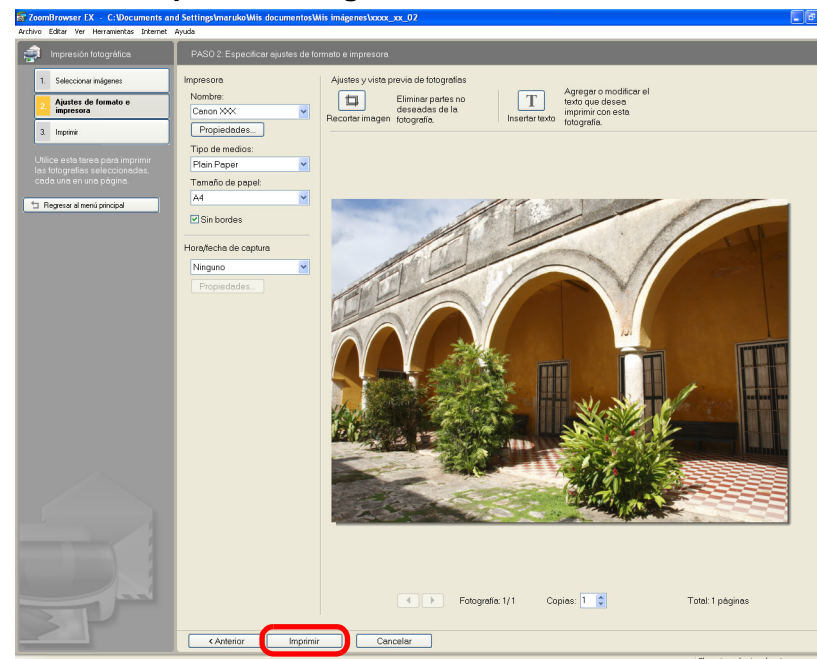 ZoomBrowser EX - C:\Documents and Settings\maruko\Mis documentos\Mis imágenes\xxxx_xx_02
Archivo Editar Ver Herramientas Internet Ayuda
Impresión fotográfica
PASO 2: Especificar ajustes de formato e impresora
1. Seleccionar imágenes
2. Ajustes de formato e
impresora
3. Imprimir
Utilice esta tarea para imprimir
las fotografías seleccionadas,
cada una en una página.
Regresar al menú principal
Impresora
Nombre:
Canon XXX
Propiedades...
Tipo de medios:
Plain Paper
Tamaño de papel:
A4
Sin bordes
Hora/fecha de captura
Ninguno
Propiedades...
Ajustes y vista previa de fotografías
Recortar imagen
Eliminar partes no
deseadas de la
fotografía.
T
Insertar texto
Agregar o modificar el
texto que desea
imprimir con esta
fotografía.
Fotografía: 1/1
Copias: 1
Total: 1 páginas
< Anterior
Imprimir
Cancelar